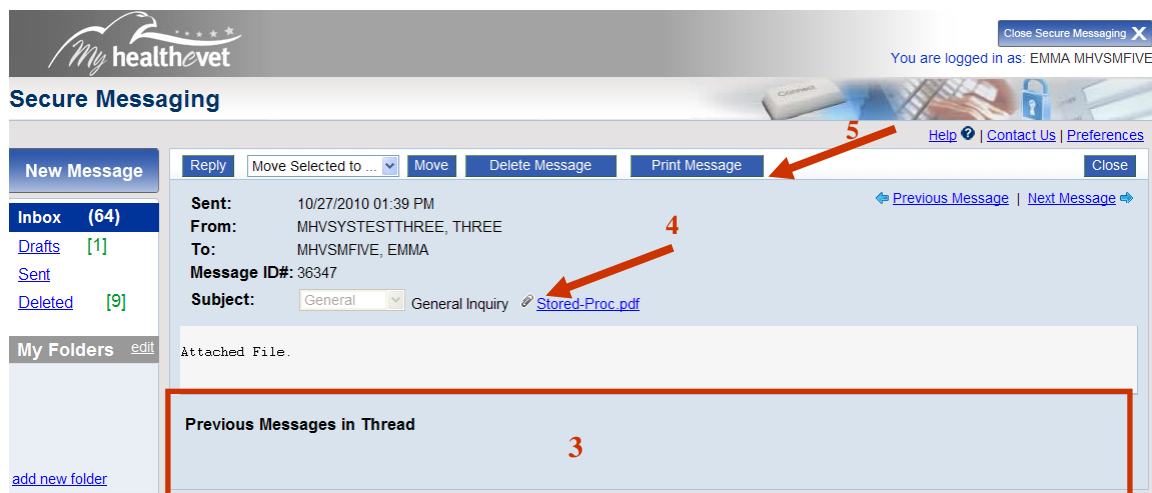 My healthevet
Close Secure Messaging X
You are logged in as: EMMA MHVSMFIVE
Secure Messaging
Connect
5
Help ? | Contact Us | Preferences
New Message
Reply Move Selected to ... Move Delete Message Print Message Close
Previous Message | Next Message
Inbox (64)
Drafts [1]
Sent
Deleted [9]
Sent: 10/27/2010 01:39 PM
From: MHVSYSTESTTHREE, THREE
4
To: MHVSMFIVE, EMMA
Message ID#: 36347
Subject: General General Inquiry Stored-Proc.pdf
My Folders edit
Attached File.
Previous Messages in Thread
3
add new folder